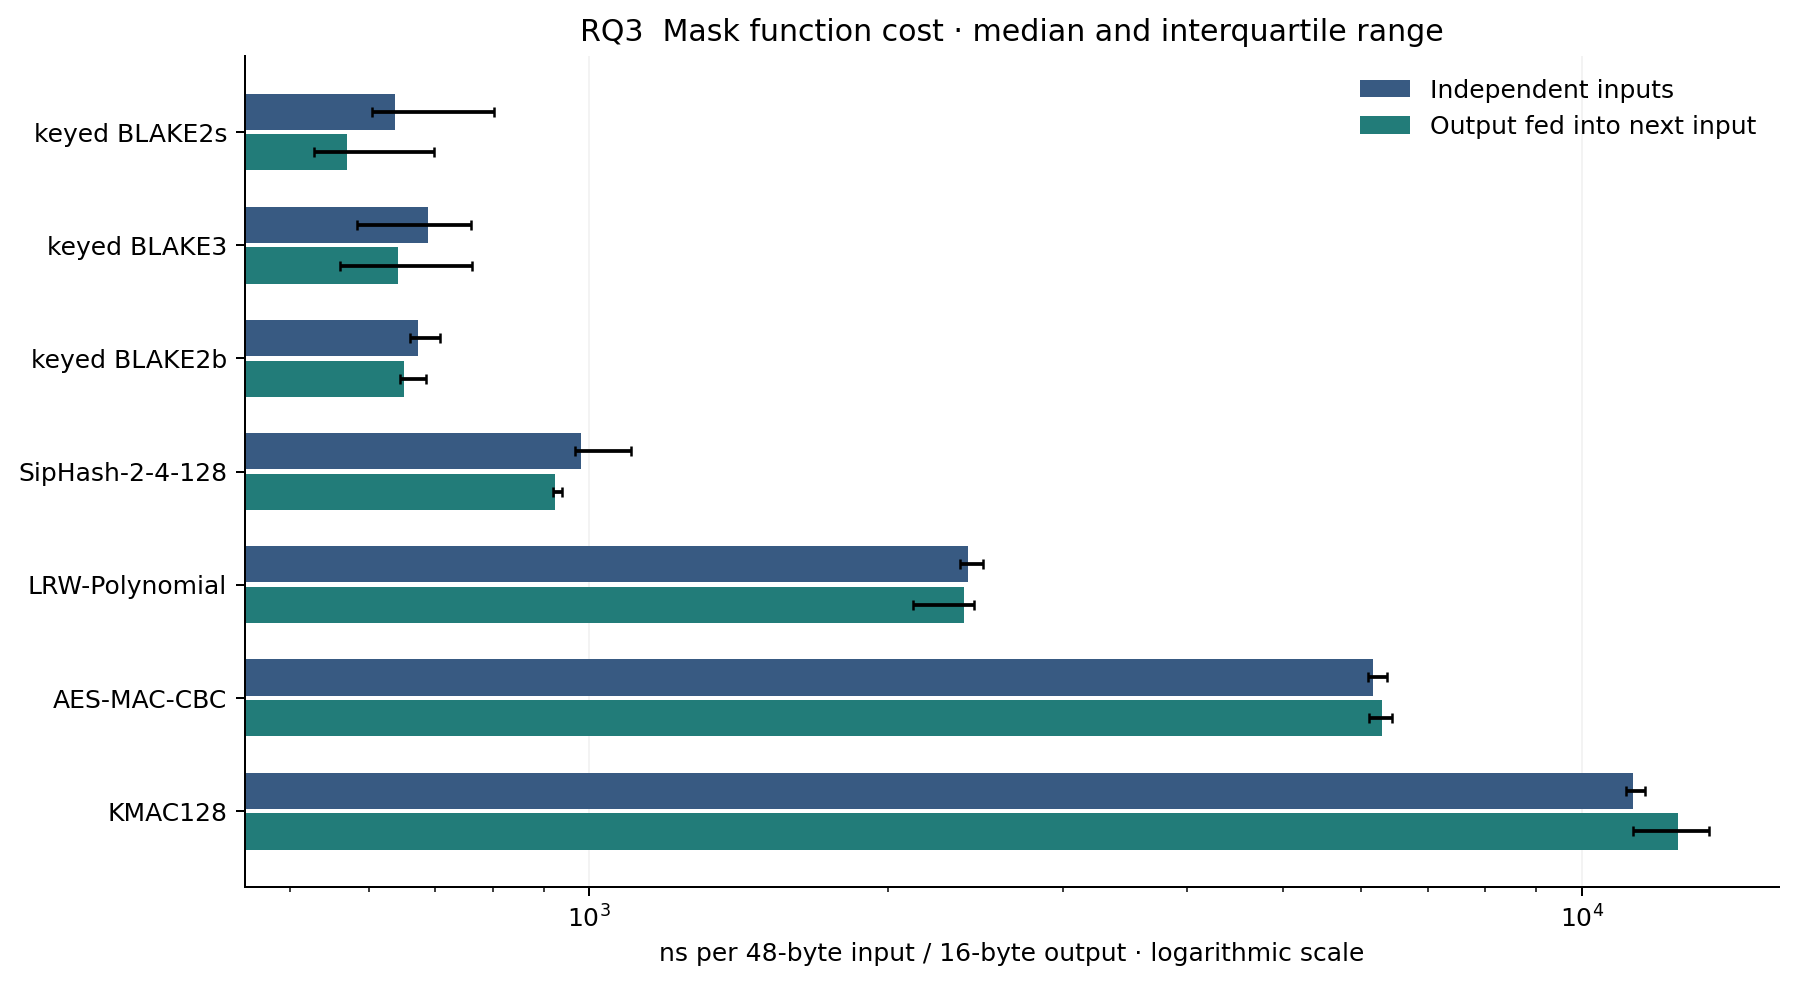 RQ3  Mask function cost · median and interquartile range
Independent inputs
Output fed into next input
keyed BLAKE2s
keyed BLAKE3
keyed BLAKE2b
SipHash-2-4-128
LRW-Polynomial
AES-MAC-CBC
KMAC128
10³ 10⁴
ns per 48-byte input / 16-byte output · logarithmic scale